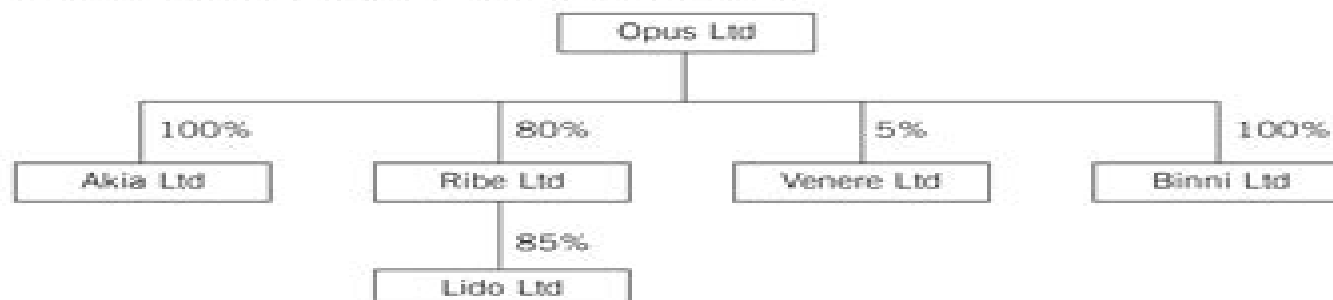 Opus Ltd
100% 80% 5% 100%
Akia Ltd Ribe Ltd Venere Ltd Binni Ltd
85%
Lido Ltd